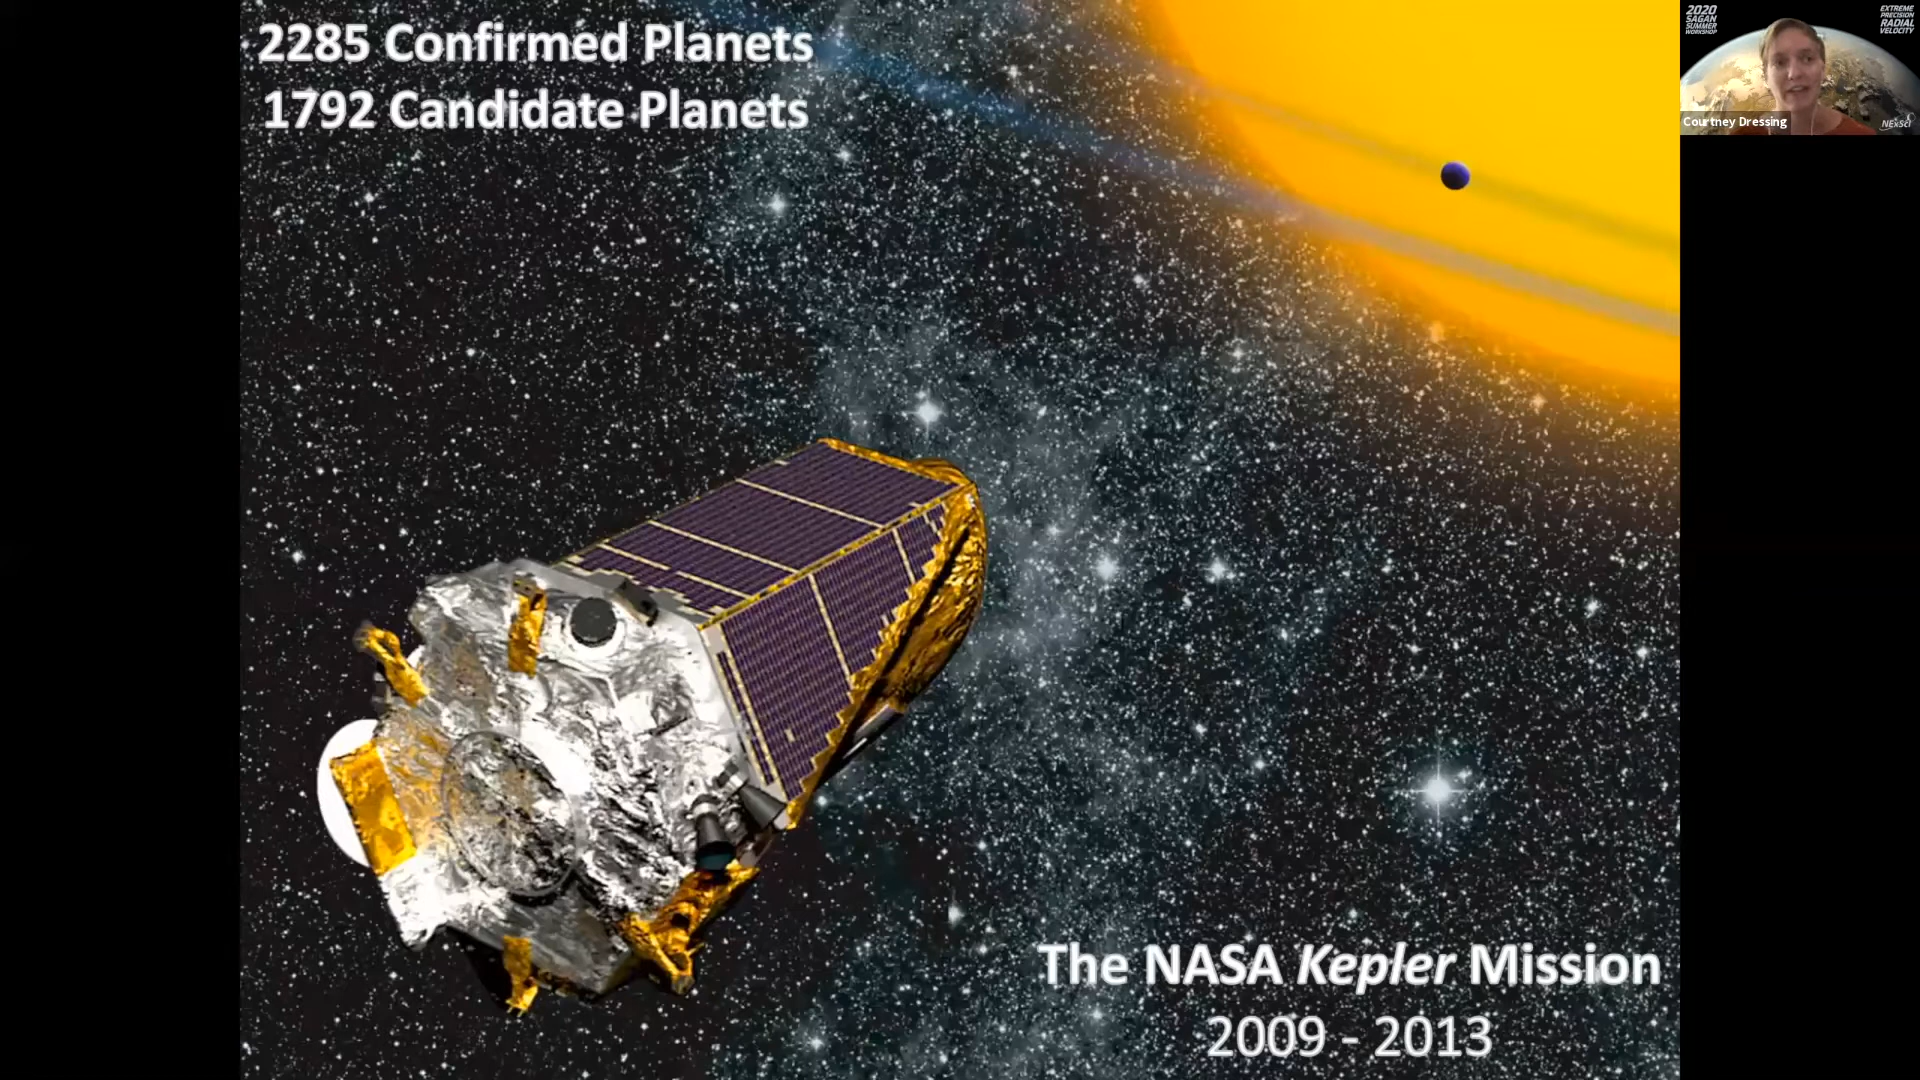 2285 Confirmed Planets
1792 Candidate Planets
2020
SAGAN
SUMMER
WORKSHOP
EXTREME
PRECISION
RADIAL
VELOCITY
Courtney Dressing
NExScI
The NASA Kepler Mission
2009 - 2013